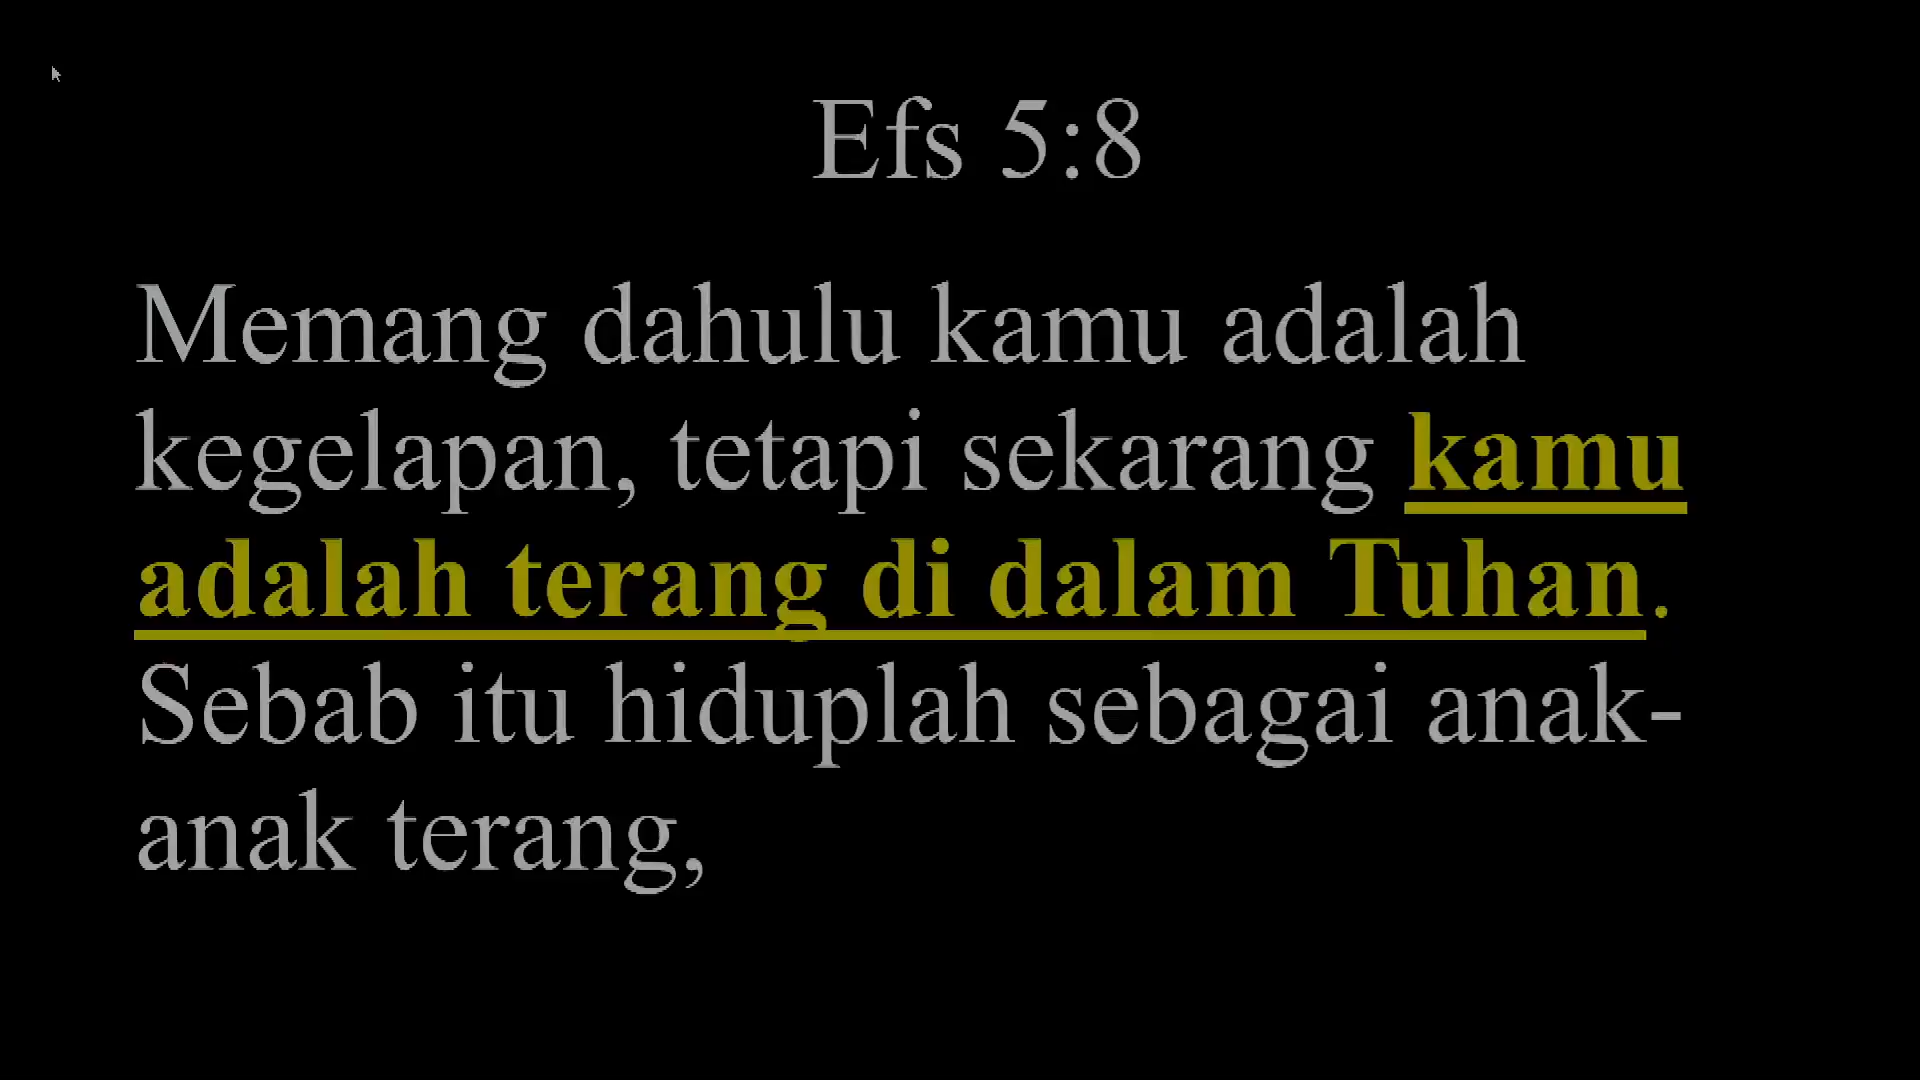 Efs 5:8
Memang dahulu kamu adalah
kegelapan, tetapi sekarang kamu
adalah terang di dalam Tuhan.
Sebab itu hiduplah sebagai anak-
anak terang,